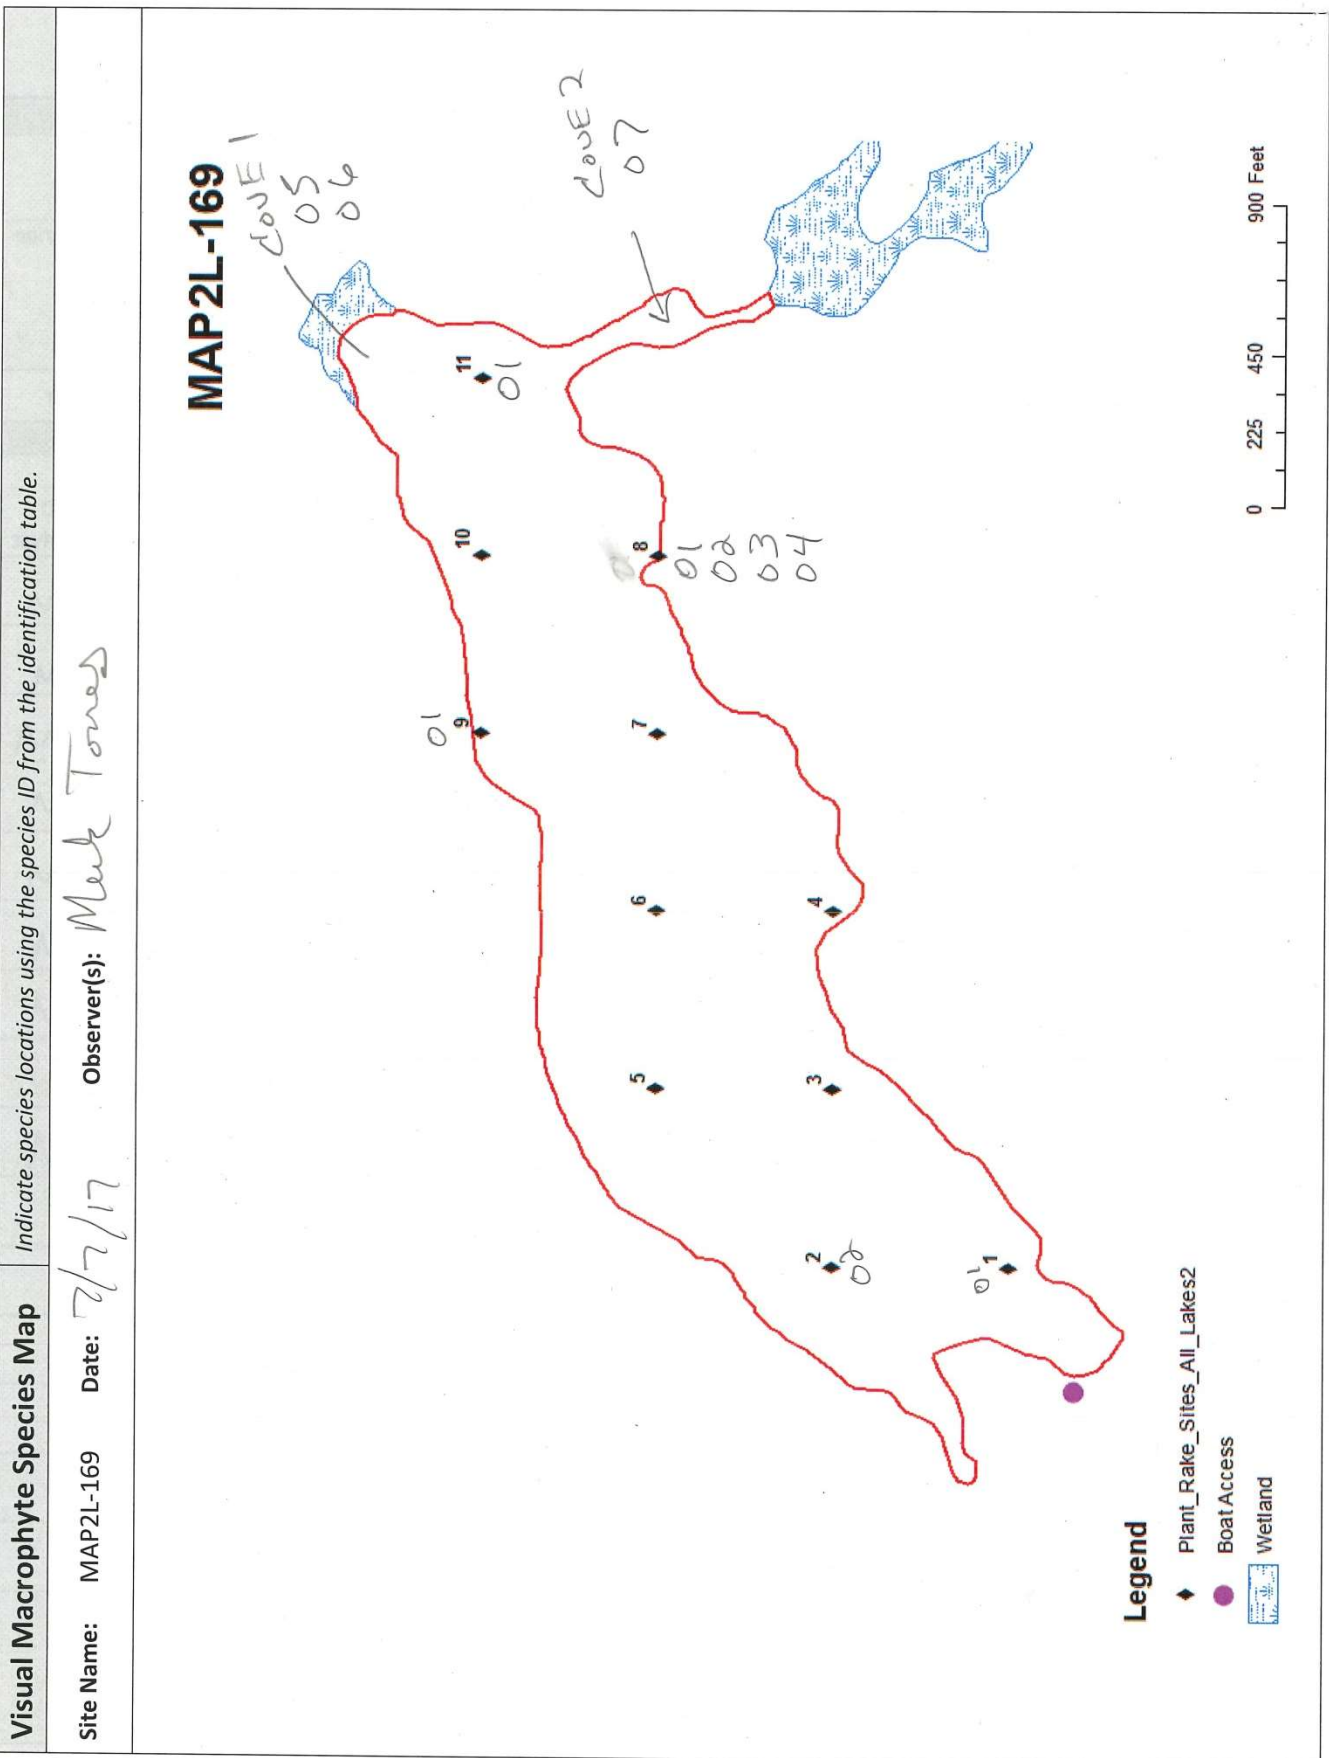 Visual Macrophyte Species Map
Indicate species locations using the species ID from the identification table.
Site Name: MAP2L-169 Date: 7/7/17 Observer(s):
MAP2L-169
COVE 1
05
06
COVE 2
07
11
01
10
8
01
02
03
04
01
9
7
6
4
5
3
2
02
01
1
0 225 450 900 Feet
Legend
Plant_Rake_Sites_All_Lakes2
Boat Access
Wetland